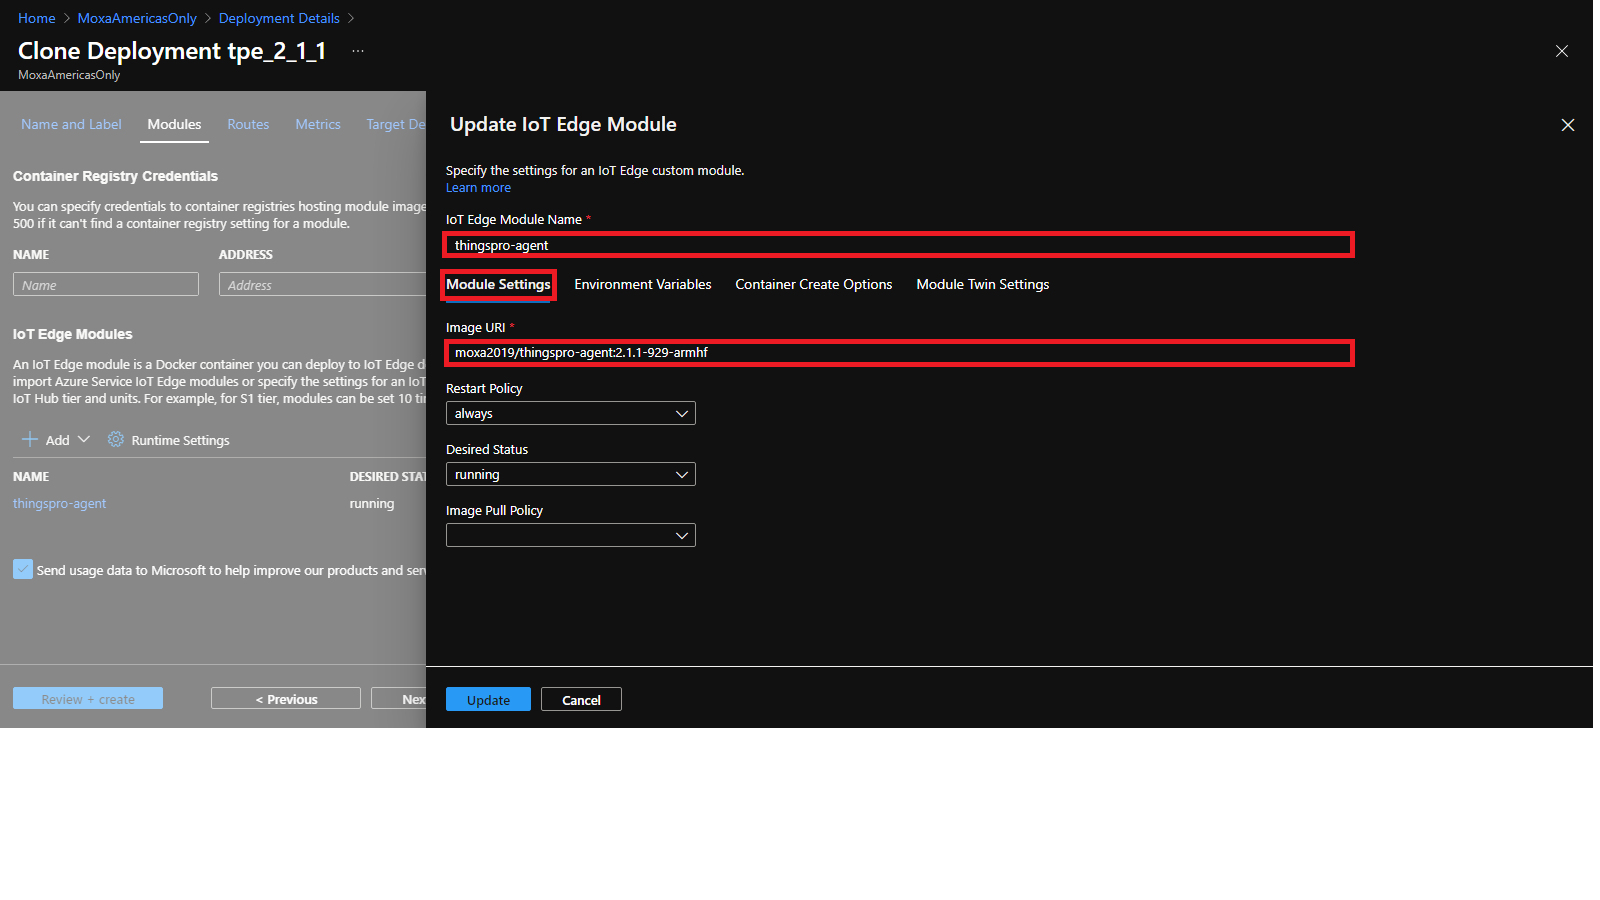 Home > MoxaAmericasOnly > Deployment Details >
Clone Deployment tpe_2_1_1 ...
MoxaAmericasOnly
Name and Label Modules Routes Metrics Target De
Container Registry Credentials
You can specify credentials to container registries hosting module image
500 if it can't find a container registry setting for a module.
NAME ADDRESS
Name Address
IoT Edge Modules
An IoT Edge module is a Docker container you can deploy to IoT Edge d
import Azure Service IoT Edge modules or specify the settings for an IoT
IoT Hub tier and units. For example, for S1 tier, modules can be set 10 tir
Add Runtime Settings
NAME DESIRED STAT
thingspro-agent running
Send usage data to Microsoft to help improve our products and serv
Review + create < Previous Nex
Update IoT Edge Module
Specify the settings for an IoT Edge custom module.
Learn more
IoT Edge Module Name *
thingspro-agent
Module Settings Environment Variables Container Create Options Module Twin Settings
Image URI *
moxa2019/thingspro-agent:2.1.1-929-armhf
Restart Policy
always
Desired Status
running
Image Pull Policy
Update Cancel